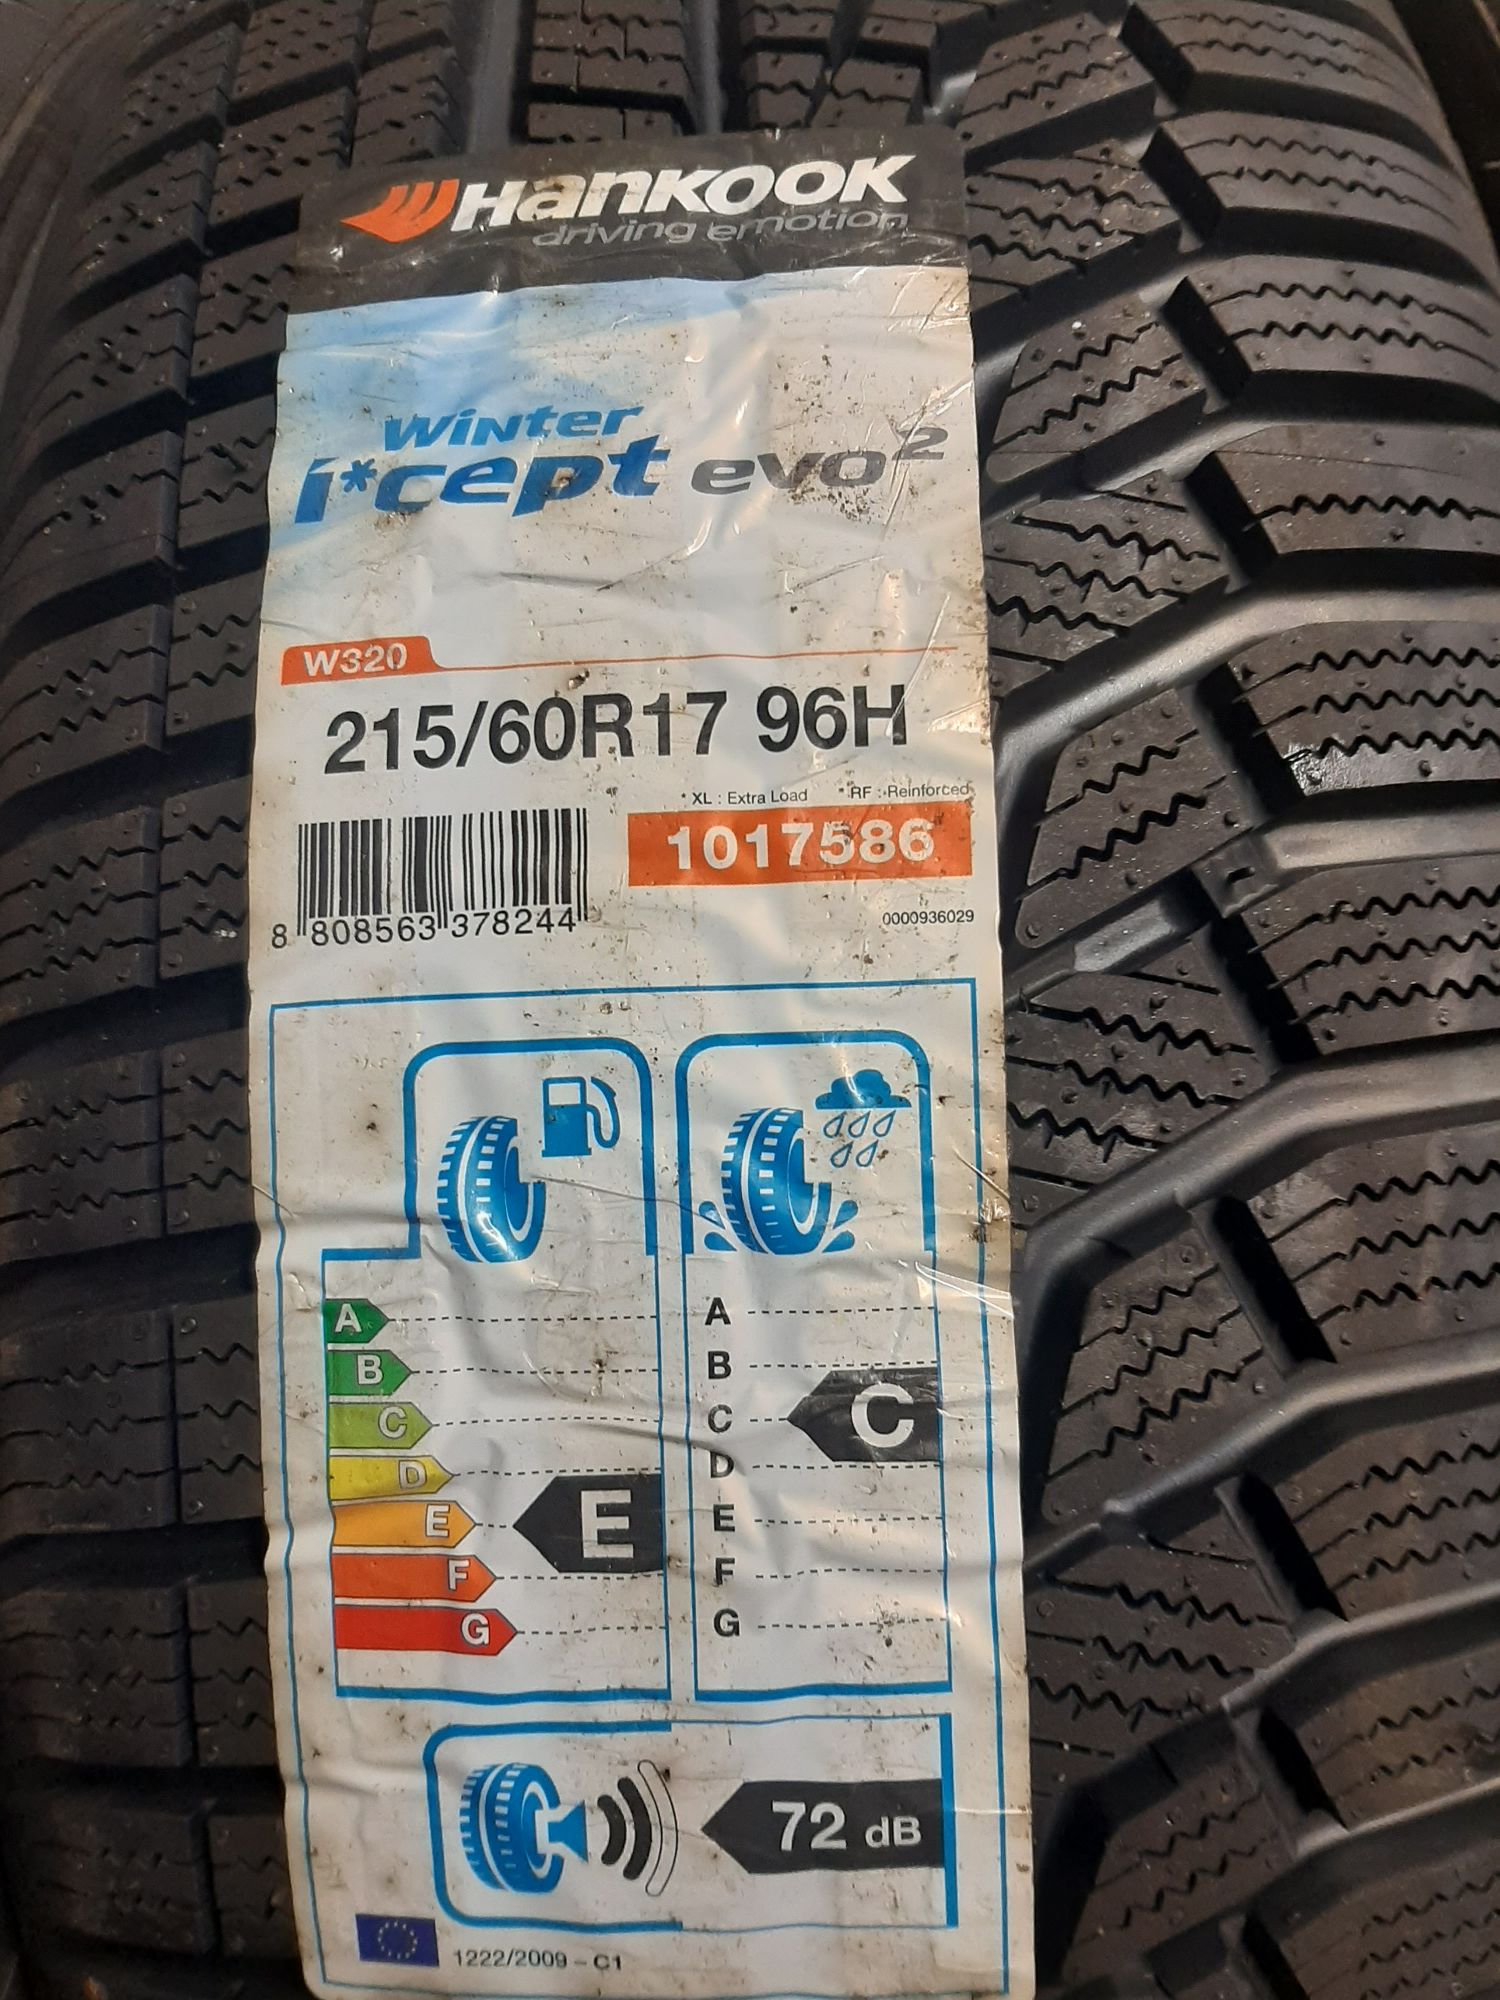 Hankook
driving emotion
Winter
i*cept evo2
W320
215/60R17 96H
* XL : Extra Load * RF : Reinforced
1017586
8 808563 378244
0000936029
A
B
C
D
E
F
G
E
A
B
C
D
E
F
G
C
72 dB
1222/2009 - C1